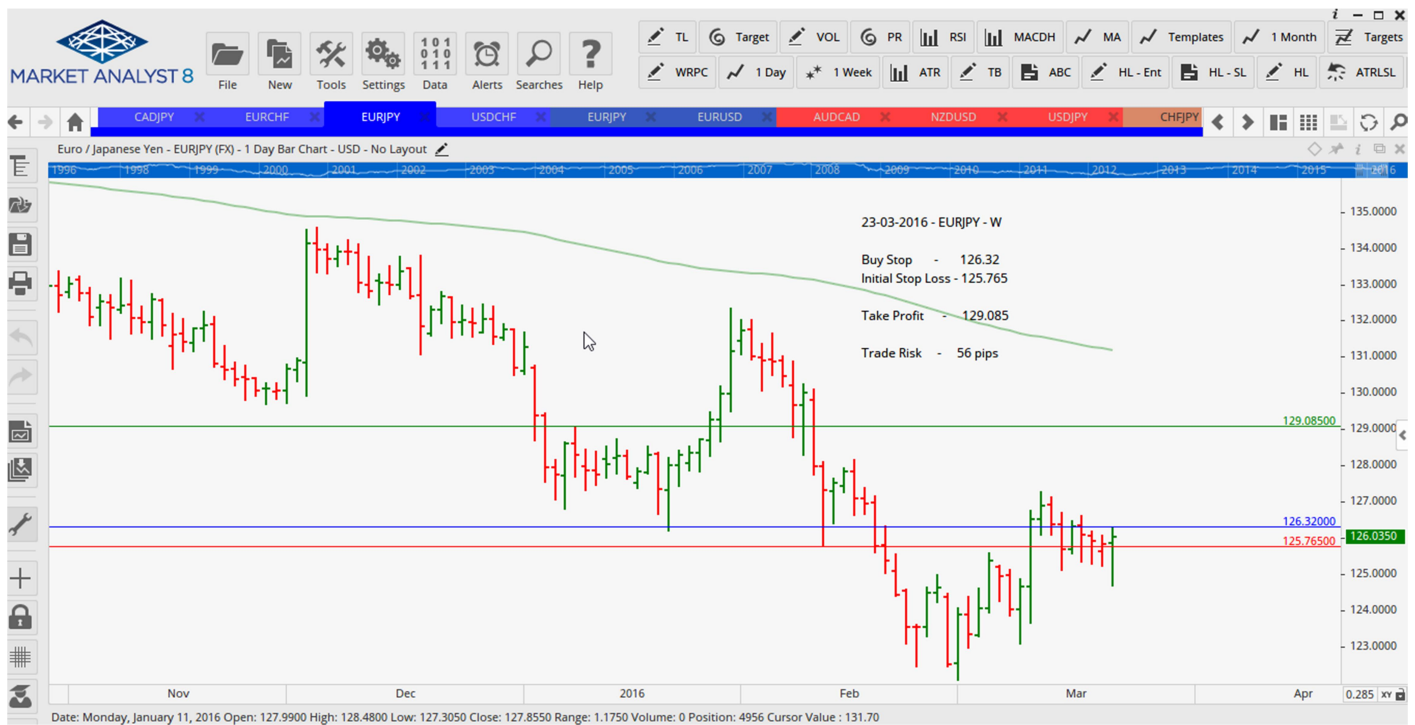 MARKET ANALYST 8
File New Tools Settings Data Alerts Searches Help
TL Target VOL PR RSI MACDH MA Templates 1 Month Targets
WRPC 1 Day 1 Week ATR TB ABC HL - Ent HL - SL HL ATRLSL
CADJPY EURCHF EURJPY USDCHF EURJPY EURUSD AUDCAD NZDUSD USDJPY CHFJPY
Euro / Japanese Yen - EURJPY (FX) - 1 Day Bar Chart - USD - No Layout
1996 1998 1999 2000 2001 2002 2003 2004 2005 2006 2007 2008 2009 2010 2011 2012 2013 2014 2015 2016
23-03-2016 - EURJPY - W
Buy Stop - 126.32
Initial Stop Loss - 125.765
Take Profit - 129.085
Trade Risk - 56 pips
135.0000
134.0000
133.0000
132.0000
131.0000
130.0000
129.08500
129.0000
128.0000
127.0000
126.32000
126.0350
125.76500
125.0000
124.0000
123.0000
Nov Dec 2016 Feb Mar Apr 0.285 XY
Date: Monday, January 11, 2016 Open: 127.9900 High: 128.4800 Low: 127.3050 Close: 127.8550 Range: 1.1750 Volume: 0 Position: 4956 Cursor Value : 131.70